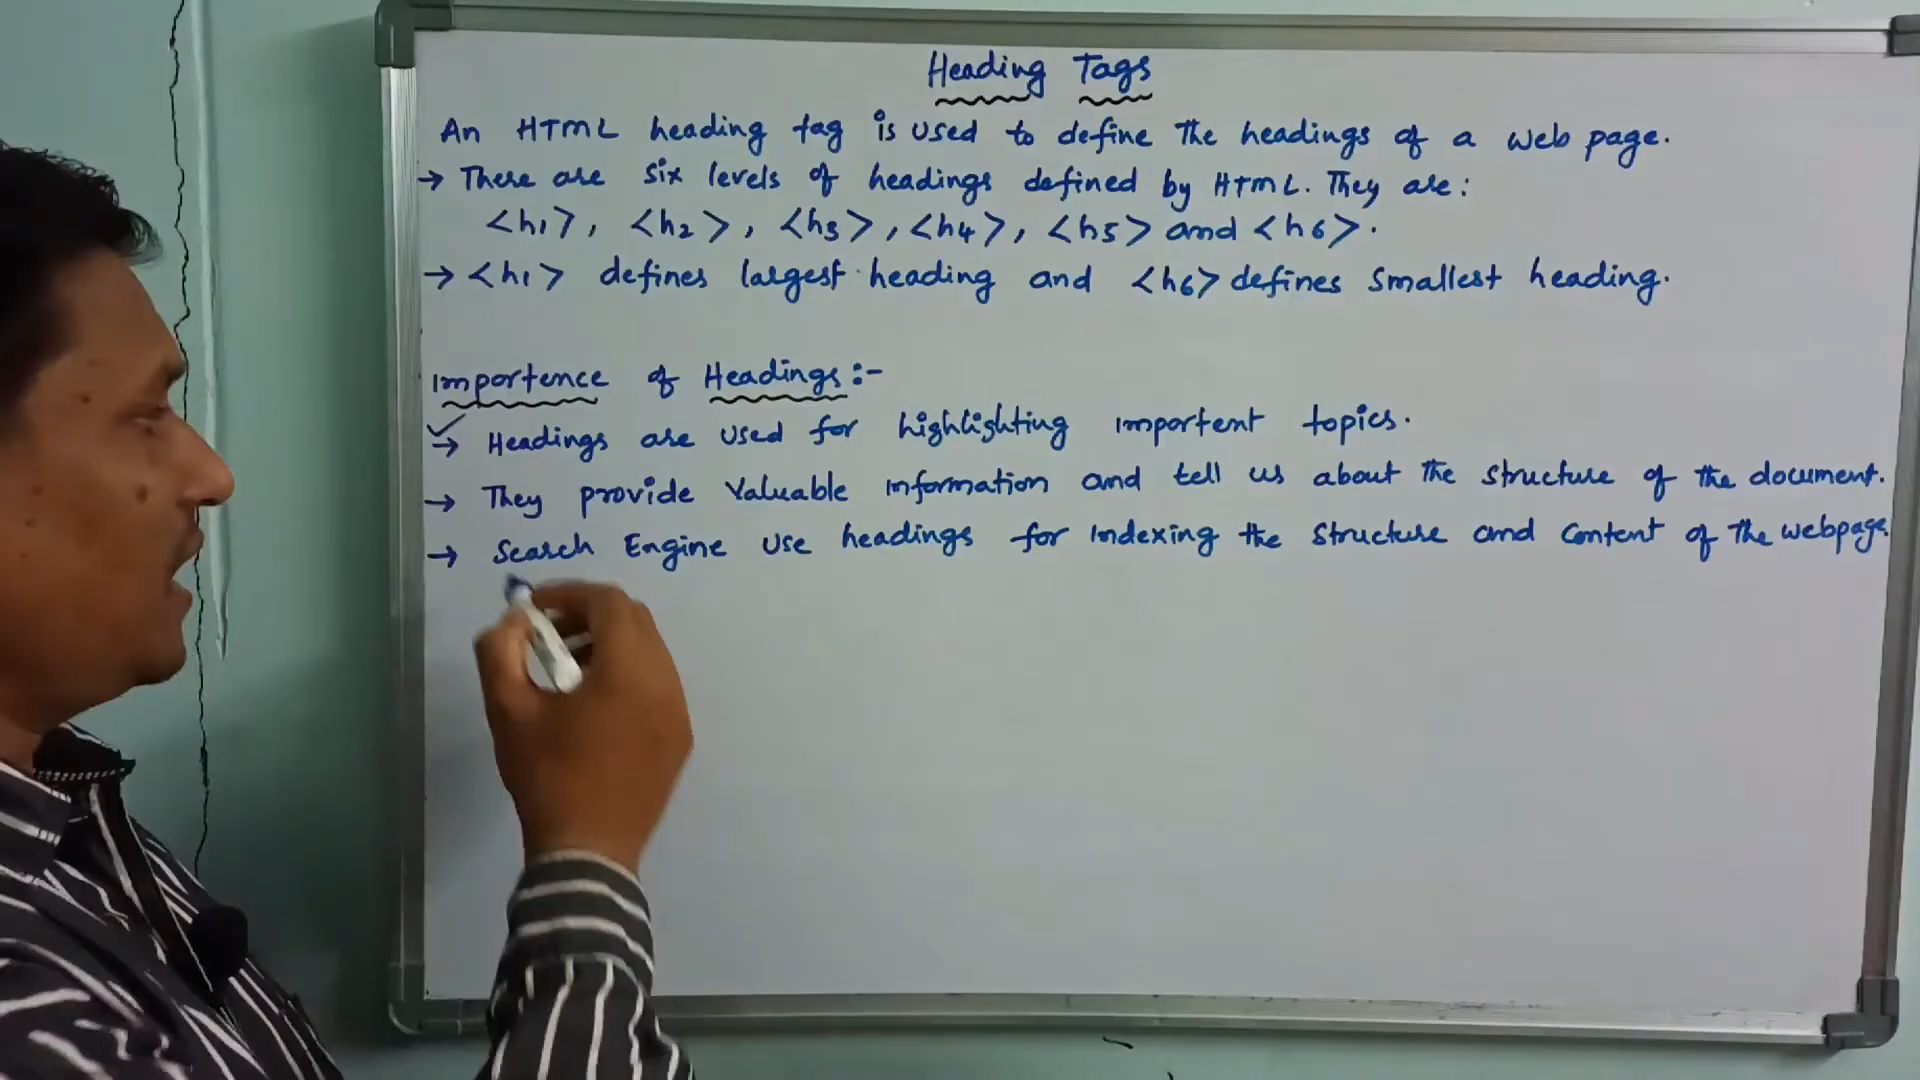 Heading Tags
An HTML heading tag is used to define the headings of a web page.
→ There are six levels of headings defined by HTML. They are:
<h1>, <h2>, <h3>, <h4>, <h5> and <h6>.
→ <h1> defines largest heading and <h6> defines smallest heading.
Importence of Headings:-
✓→ Headings are used for highlighting importent topics.
→ They provide valuable information and tell us about the structure of the document.
→ Search Engine use headings for indexing the structure and content of the webpage.